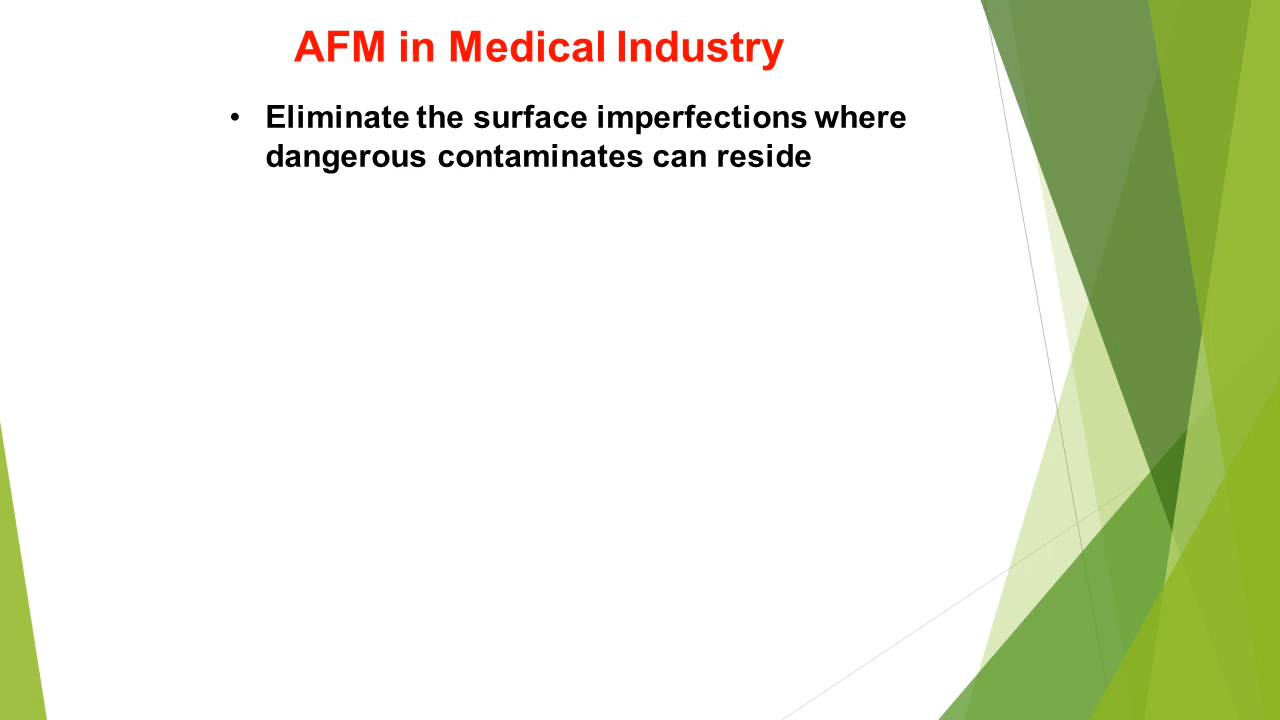 AFM in Medical Industry
• Eliminate the surface imperfections where
dangerous contaminates can reside